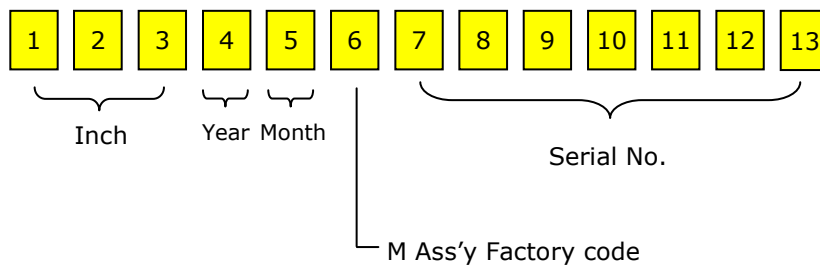 1 2 3 4 5 6 7 8 9 10 11 12 13
Inch Year Month
Serial No.
M Ass'y Factory code